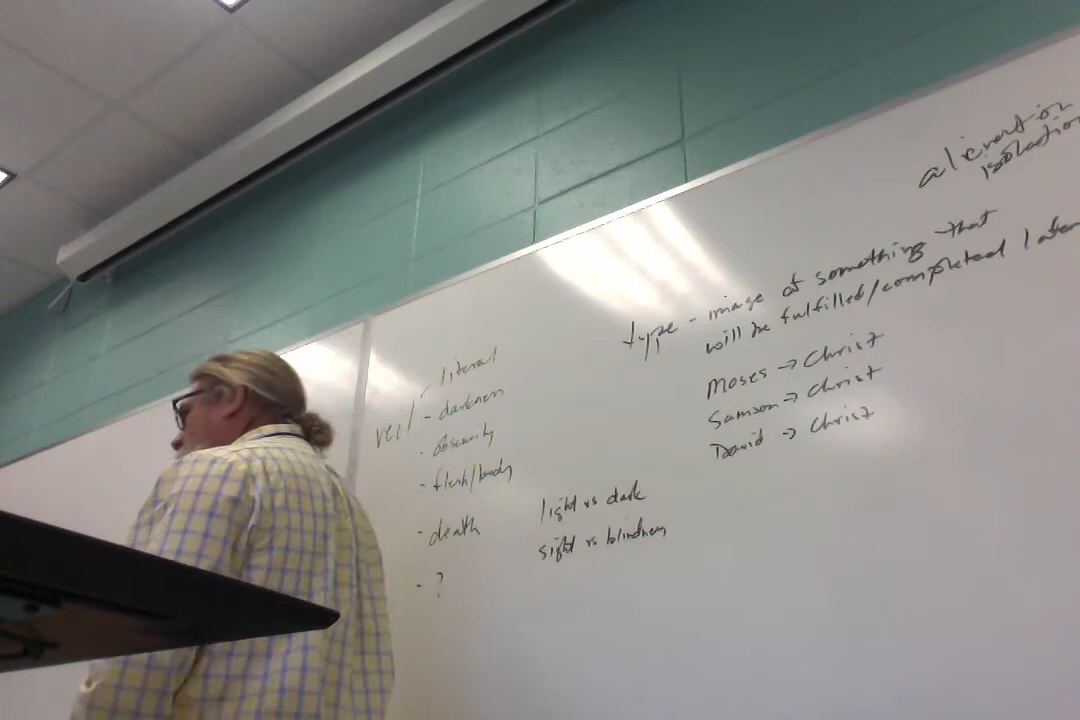 alienation
isolation
type - image of something that
will be fulfilled/completed later
Moses → Christ
Samson → Christ
David → Christ
veil - literal
- darkness
- obscurity
- flesh/body
- death
- ?
light vs dark
sight vs blindness